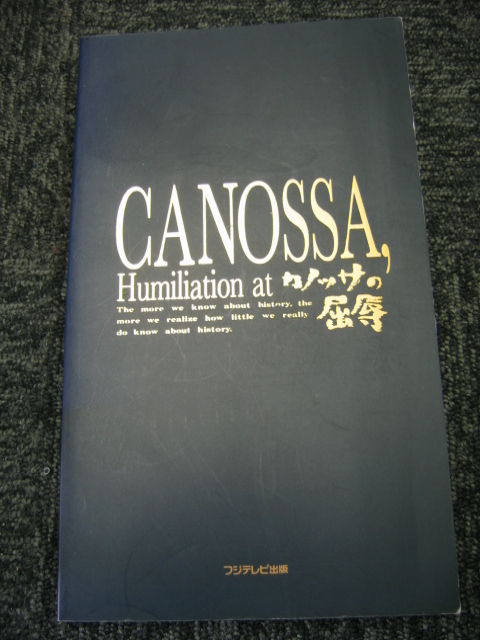 CANOSSA,
Humiliation at カノッサの
屈辱
The more we know about history, the
more we realize how little we really
do know about history.
フジテレビ出版